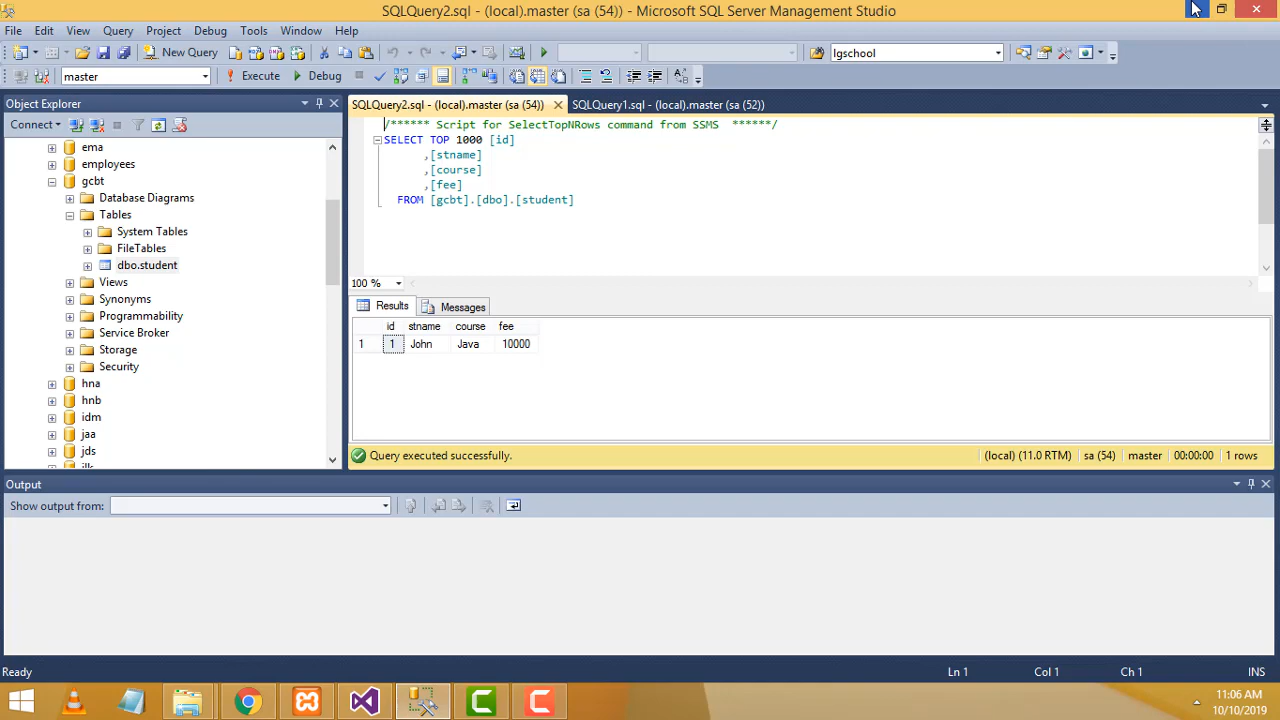 SQLQuery2.sql - (local).master (sa (54)) - Microsoft SQL Server Management Studio
File Edit View Query Project Debug Tools Window Help
New Query lgschool
master Execute Debug
Object Explorer
Connect
ema
employees
gcbt
Database Diagrams
Tables
System Tables
FileTables
dbo.student
Views
Synonyms
Programmability
Service Broker
Storage
Security
hna
hnb
idm
jaa
jds
SQLQuery2.sql - (local).master (sa (54)) SQLQuery1.sql - (local).master (sa (52))
/****** Script for SelectTopNRows command from SSMS ******/
SELECT TOP 1000 [id]
,[stname]
,[course]
,[fee]
FROM [gcbt].[dbo].[student]
100 %
Results Messages
id stname course fee
1 1 John Java 10000
Query executed successfully. (local) (11.0 RTM) sa (54) master 00:00:00 1 rows
Output
Show output from:
Ready Ln 1 Col 1 Ch 1 INS
11:06 AM
10/10/2019